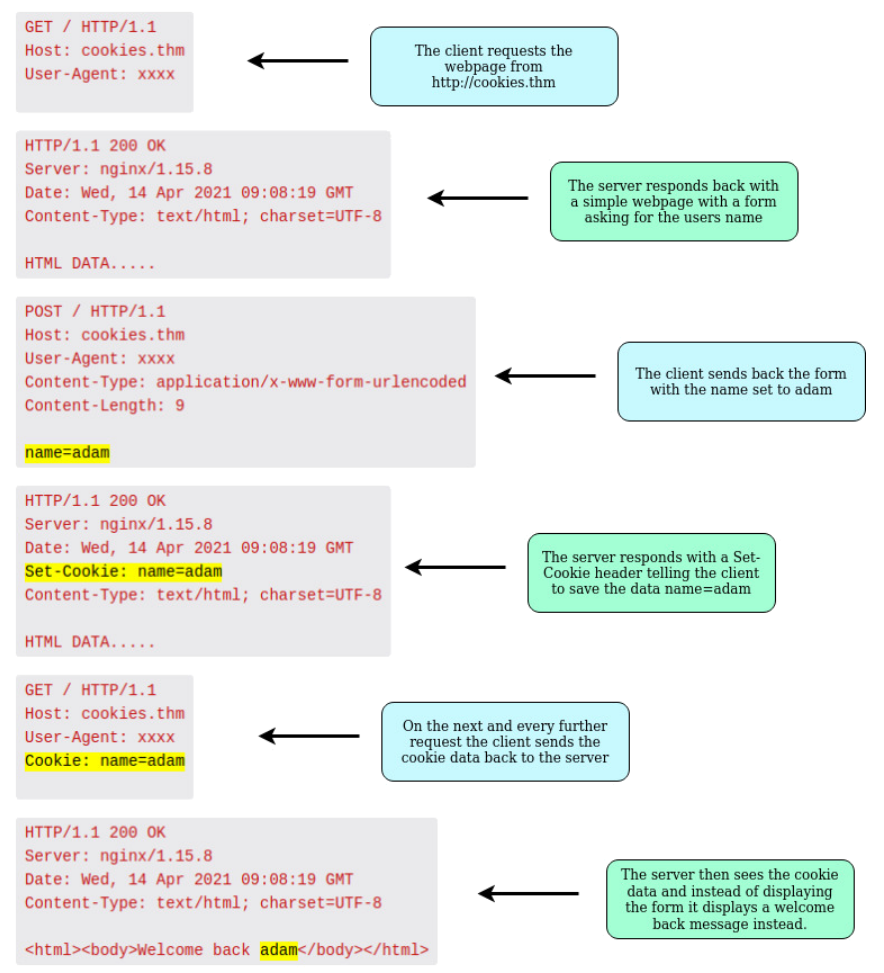 GET / HTTP/1.1
Host: cookies.thm
User-Agent: xxxx
The client requests the
webpage from
http://cookies.thm
HTTP/1.1 200 OK
Server: nginx/1.15.8
Date: Wed, 14 Apr 2021 09:08:19 GMT
Content-Type: text/html; charset=UTF-8
HTML DATA.....
The server responds back with
a simple webpage with a form
asking for the users name
POST / HTTP/1.1
Host: cookies.thm
User-Agent: xxxx
Content-Type: application/x-www-form-urlencoded
Content-Length: 9
name=adam
The client sends back the form
with the name set to adam
HTTP/1.1 200 OK
Server: nginx/1.15.8
Date: Wed, 14 Apr 2021 09:08:19 GMT
Set-Cookie: name=adam
Content-Type: text/html; charset=UTF-8
HTML DATA.....
The server responds with a Set-
Cookie header telling the client
to save the data name=adam
GET / HTTP/1.1
Host: cookies.thm
User-Agent: xxxx
Cookie: name=adam
On the next and every further
request the client sends the
cookie data back to the server
HTTP/1.1 200 OK
Server: nginx/1.15.8
Date: Wed, 14 Apr 2021 09:08:19 GMT
Content-Type: text/html; charset=UTF-8
<html><body>Welcome back adam</body></html>
The server then sees the cookie
data and instead of displaying
the form it displays a welcome
back message instead.